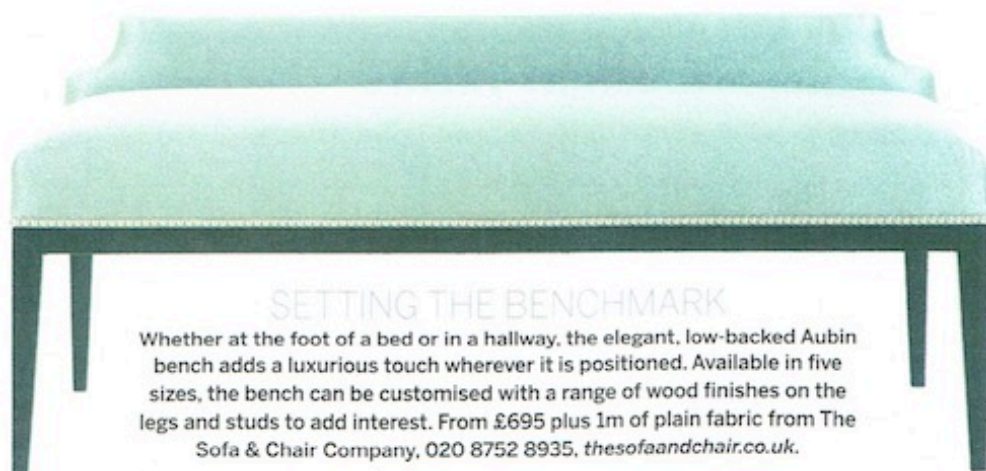 SETTING THE BENCHMARK
Whether at the foot of a bed or in a hallway, the elegant, low-backed Aubin
bench adds a luxurious touch wherever it is positioned. Available in five
sizes, the bench can be customised with a range of wood finishes on the
legs and studs to add interest. From £695 plus 1m of plain fabric from The
Sofa & Chair Company, 020 8752 8935, thesofaandchair.co.uk.